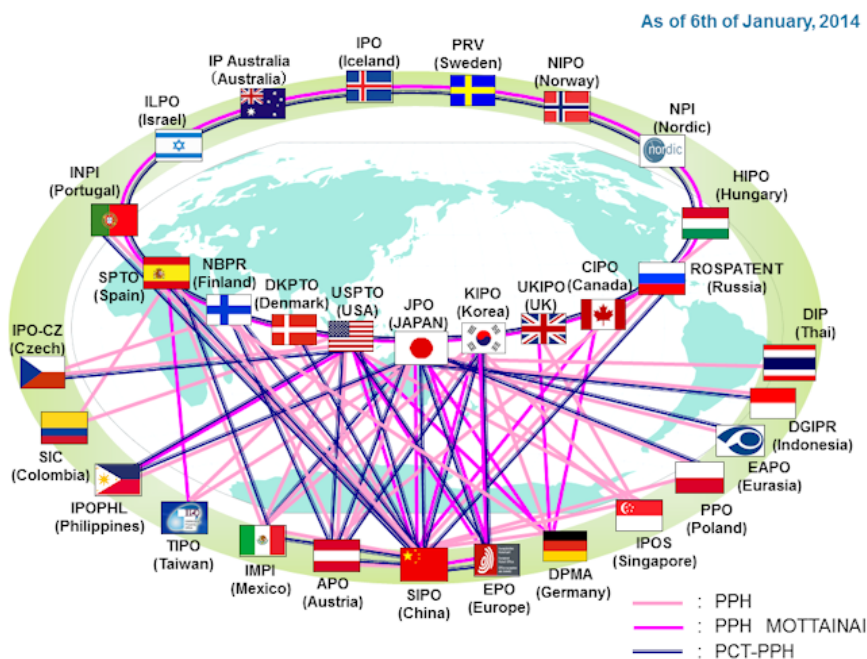 As of 6th of January, 2014
IPO
(Iceland)
PRV
(Sweden)
IP Australia
(Australia)
NIPO
(Norway)
ILPO
(Israel)
NPI
(Nordic)
nordic
INPI
(Portugal)
HIPO
(Hungary)
SPTO
(Spain)
NBPR
(Finland)
DKPTO
(Denmark)
USPTO
(USA)
JPO
(JAPAN)
KIPO
(Korea)
UKIPO
(UK)
CIPO
(Canada)
ROSPATENT
(Russia)
IPO-CZ
(Czech)
DIP
(Thai)
SIC
(Colombia)
DGIPR
(Indonesia)
IPOPHL
(Philippines)
EAPO
(Eurasia)
TIPO
(Taiwan)
PPO
(Poland)
IMPI
(Mexico)
APO
(Austria)
SIPO
(China)
EPO
(Europe)
DPMA
(Germany)
IPOS
(Singapore)
: PPH
: PPH MOTTAINAI
: PCT-PPH